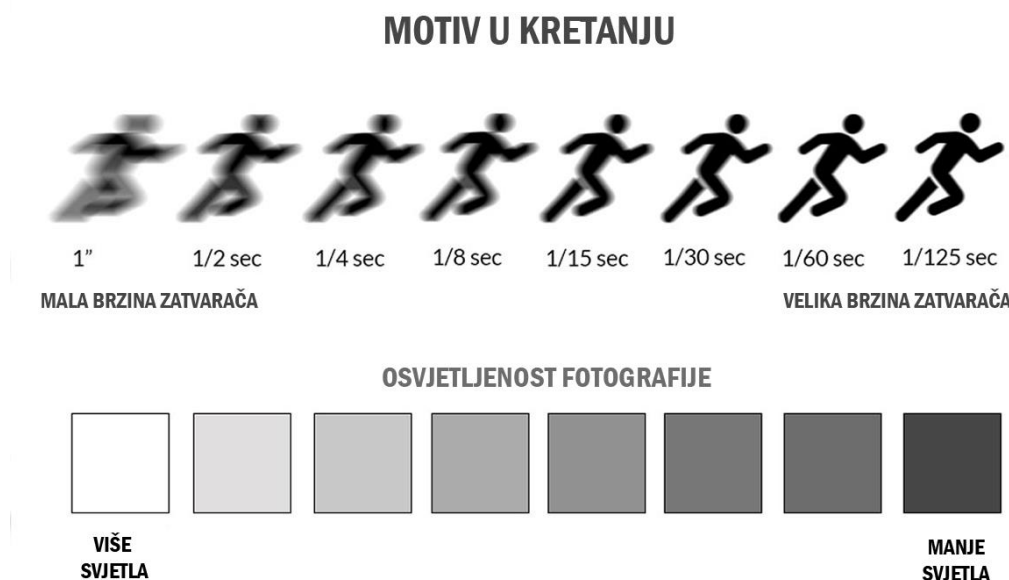 MOTIV U KRETANJU
1” 1/2 sec 1/4 sec 1/8 sec 1/15 sec 1/30 sec 1/60 sec 1/125 sec
MALA BRZINA ZATVARAČA VELIKA BRZINA ZATVARAČA
OSVJETLJENOST FOTOGRAFIJE
VIŠE MANJE
SVJETLA SVJETLA